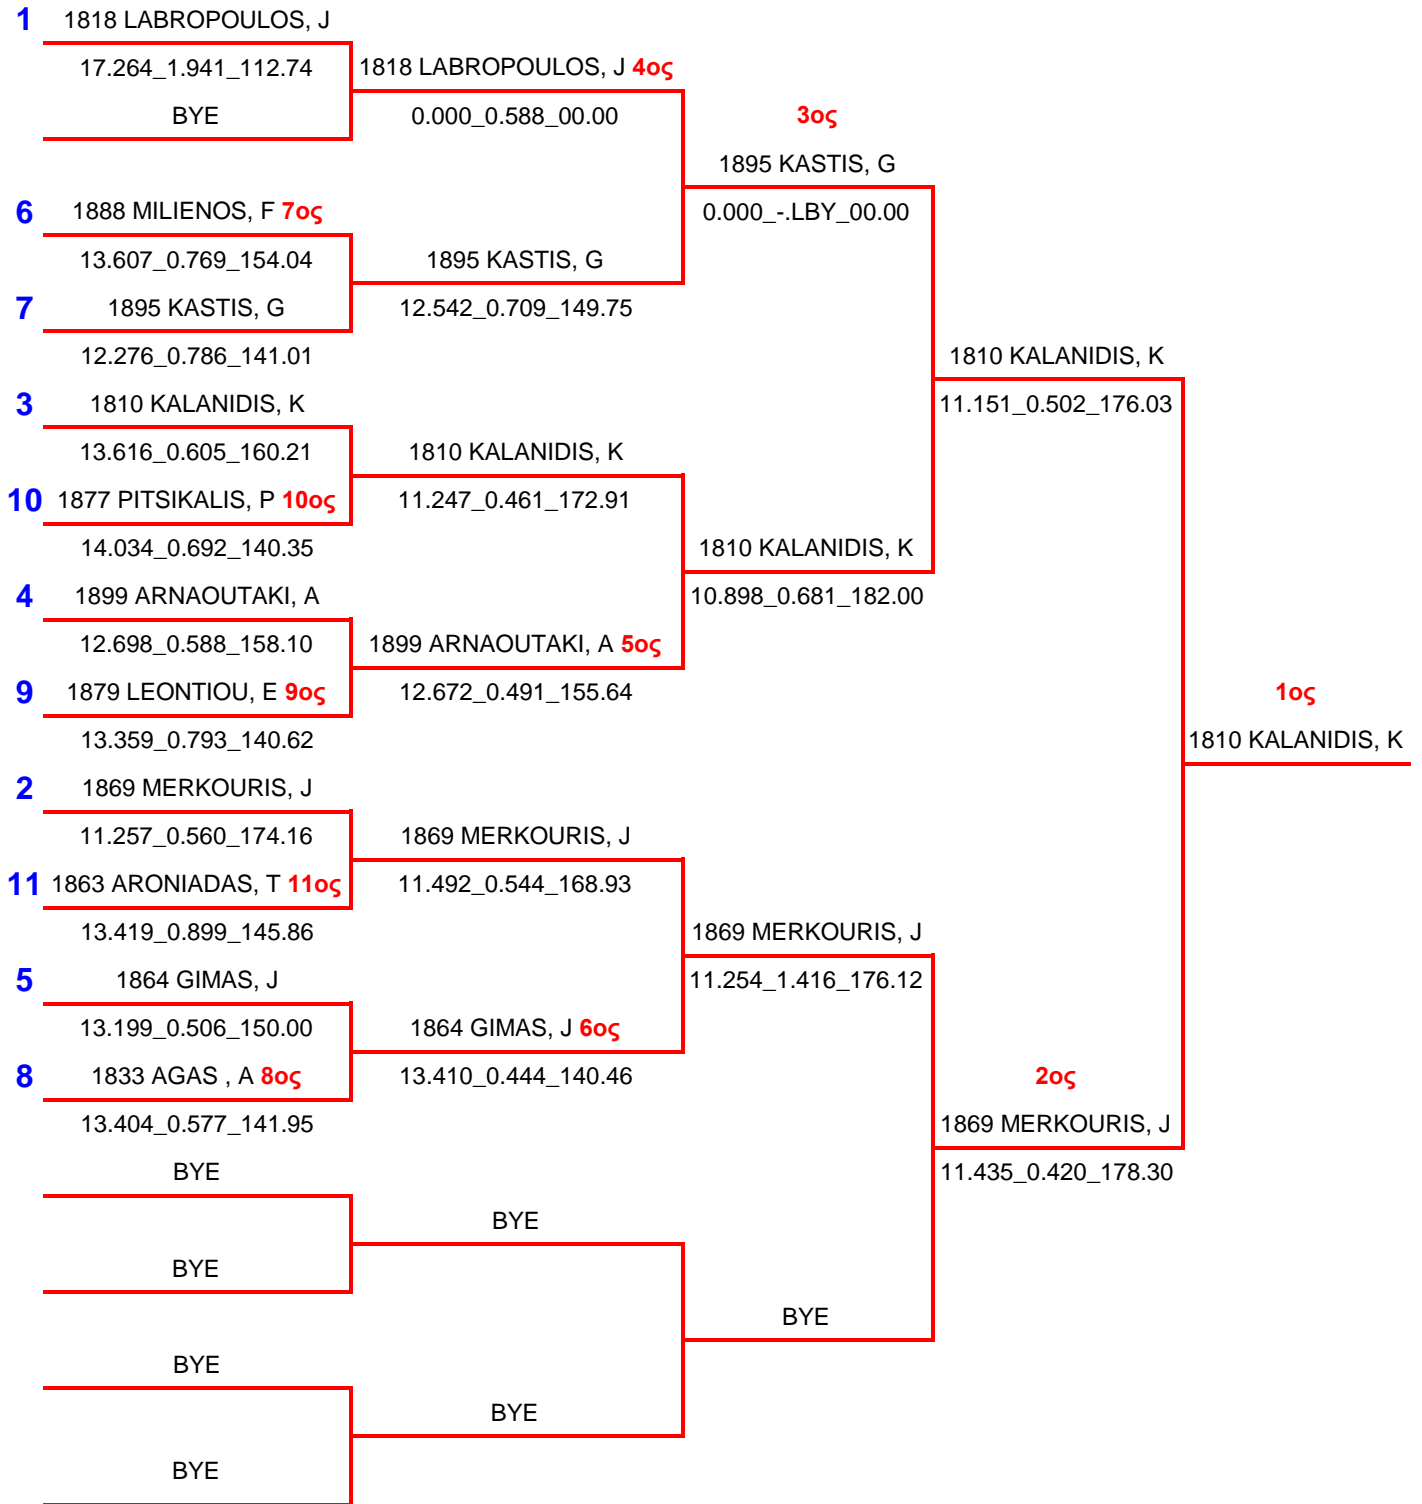 1 1818 LABROPOULOS, J
17.264_1.941_112.74
BYE
6 1888 MILIENOS, F 7ος
13.607_0.769_154.04
7 1895 KASTIS, G
12.276_0.786_141.01
3 1810 KALANIDIS, K
13.616_0.605_160.21
10 1877 PITSIKALIS, P 10ος
14.034_0.692_140.35
4 1899 ARNAOUTAKI, A
12.698_0.588_158.10
9 1879 LEONTIOU, E 9ος
13.359_0.793_140.62
2 1869 MERKOURIS, J
11.257_0.560_174.16
11 1863 ARONIADAS, T 11ος
13.419_0.899_145.86
5 1864 GIMAS, J
13.199_0.506_150.00
8 1833 AGAS , A 8ος
13.404_0.577_141.95
BYE
BYE
BYE
BYE
1818 LABROPOULOS, J 4ος
0.000_0.588_00.00
1895 KASTIS, G
12.542_0.709_149.75
1810 KALANIDIS, K
11.247_0.461_172.91
1899 ARNAOUTAKI, A 5ος
12.672_0.491_155.64
1869 MERKOURIS, J
11.492_0.544_168.93
1864 GIMAS, J 6ος
13.410_0.444_140.46
BYE
BYE
3ος
1895 KASTIS, G
0.000_-.LBY_00.00
1810 KALANIDIS, K
10.898_0.681_182.00
1869 MERKOURIS, J
11.254_1.416_176.12
BYE
1810 KALANIDIS, K
11.151_0.502_176.03
2ος
1869 MERKOURIS, J
11.435_0.420_178.30
1ος
1810 KALANIDIS, K